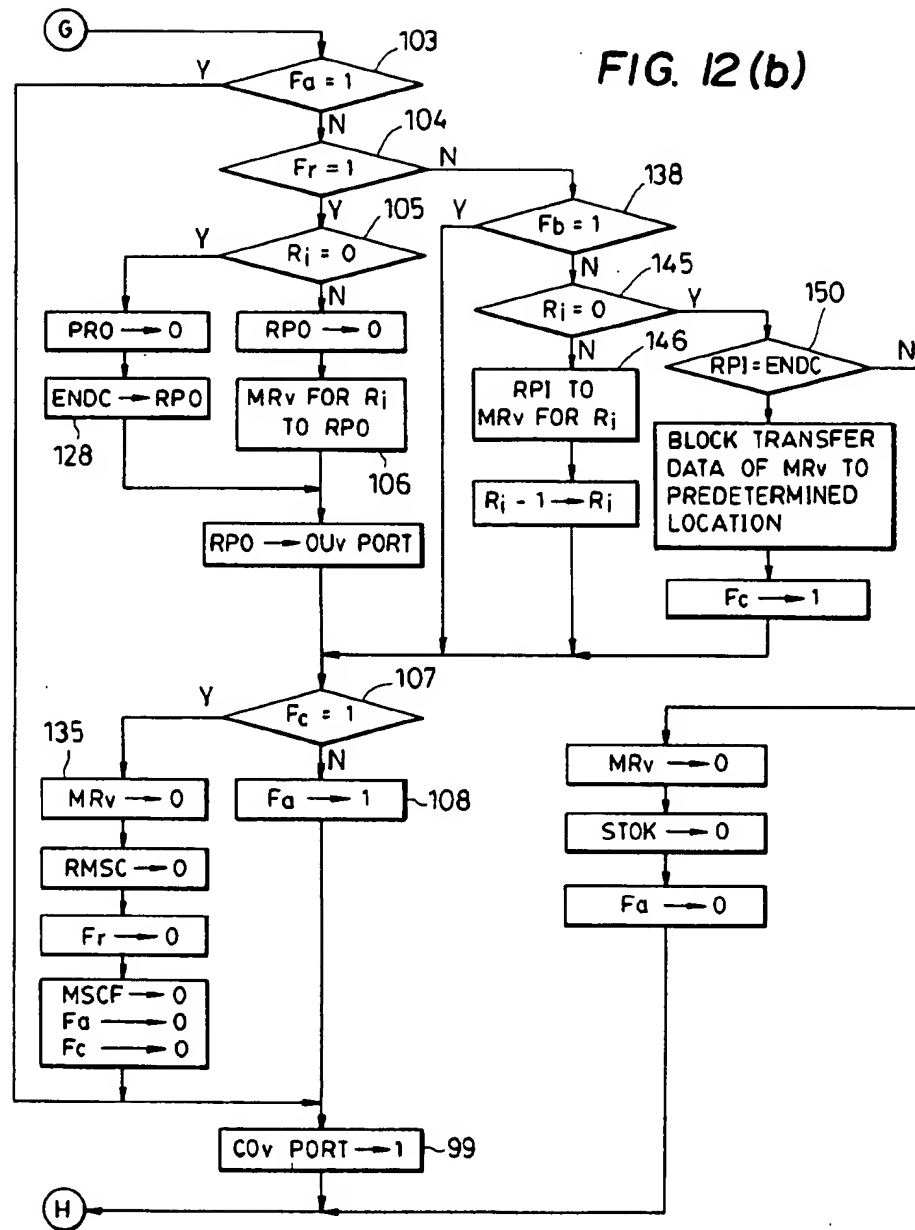 G
103
FIG. 12(b)
Y
Fa = 1
N
104
Fr = 1
N
138
Y
105
Y
Fb = 1
Y
Ri = 0
N
145
N
Ri = 0
Y
150
PRO → 0
RPO → 0
N
146
RPI = ENDC
N
ENDC → RPO
MRv FOR Ri
TO RPO
RPI TO
MRv FOR Ri
128
106
BLOCK TRANSFER
DATA OF MRv TO
PREDETERMINED
LOCATION
Ri - 1 → Ri
RPO → OUv PORT
Fc → 1
107
Y
Fc = 1
135
N
MRv → 0
Fa → 1
108
MRv → 0
RMSC → 0
STOK → 0
Fr → 0
Fa → 0
MSCF → 0
Fa → 0
Fc → 0
COv PORT → 1
99
H